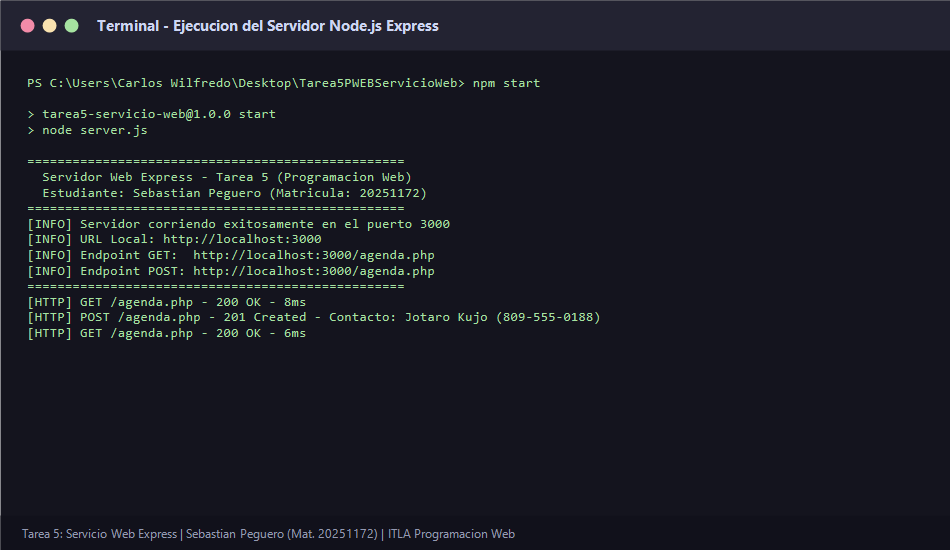 Terminal - Ejecucion del Servidor Node.js Express
PS C:\Users\Carlos Wilfredo\Desktop\Tarea5PWEBServicioWeb> npm start
> tarea5-servicio-web@1.0.0 start
> node server.js
==================================================
Servidor Web Express - Tarea 5 (Programacion Web)
Estudiante: Sebastian Peguero (Matricula: 20251172)
==================================================
[INFO] Servidor corriendo exitosamente en el puerto 3000
[INFO] URL Local: http://localhost:3000
[INFO] Endpoint GET:  http://localhost:3000/agenda.php
[INFO] Endpoint POST: http://localhost:3000/agenda.php
==================================================
[HTTP] GET /agenda.php - 200 OK - 8ms
[HTTP] POST /agenda.php - 201 Created - Contacto: Jotaro Kujo (809-555-0188)
[HTTP] GET /agenda.php - 200 OK - 6ms
Tarea 5: Servicio Web Express | Sebastian Peguero (Mat. 20251172) | ITLA Programacion Web